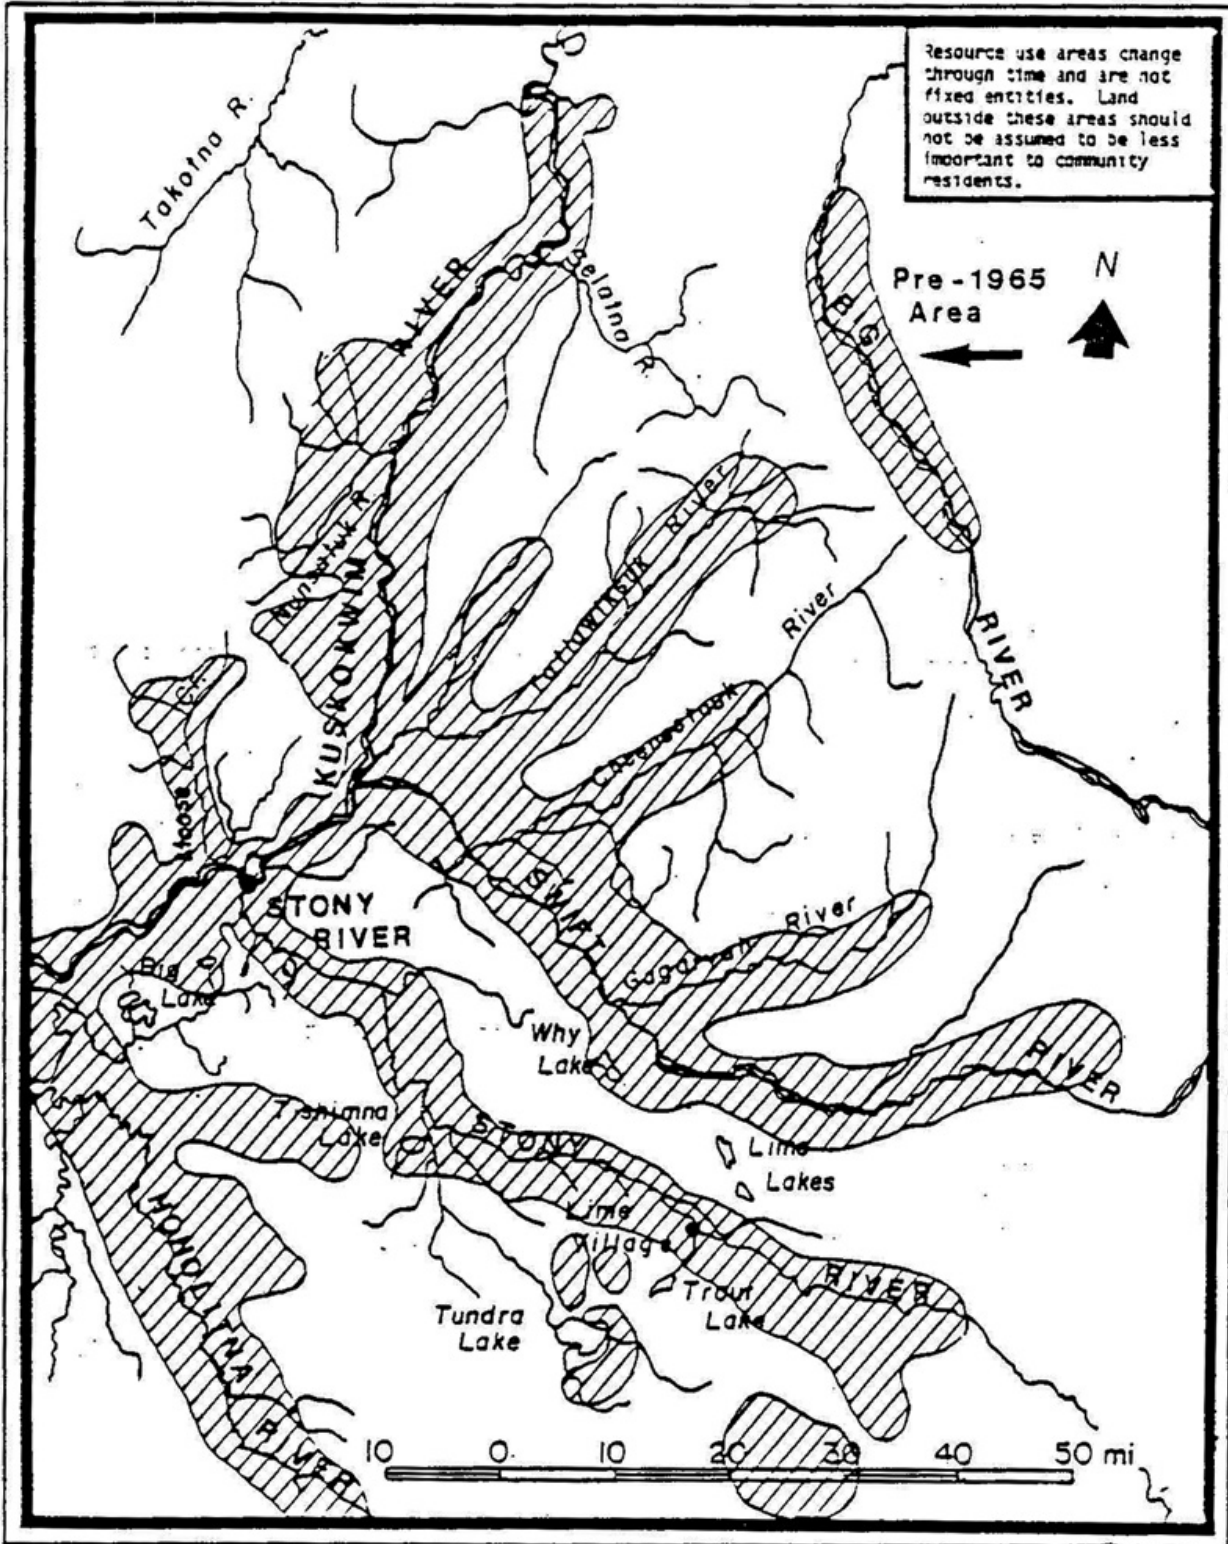 Resource use areas change
through time and are not
fixed entities. Land
outside these areas should
not be assumed to be less
important to community
residents.
Takotna R.
RIVER
Selatna R.
Pre-1965
Area
N
BIG
RIVER
KUSKOKWIM
River
River
Cr.
Moose
STONY
RIVER
SWIFT
River
Big
Lake
Why
Lake
RIVER
Tishimna
Lake
STONY
Lime
Lakes
Lime
Village
RIVER
Trout
Lake
Tundra
Lake
HOHOLITNA
RIVER
10 0 10 20 30 40 50 mi